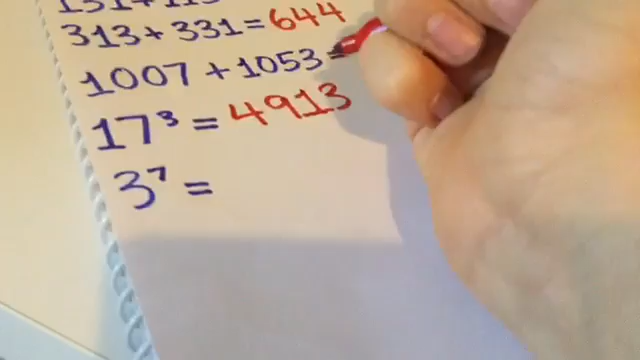 313 + 331 = 644
1007 + 1053 =
17³ = 4913
3⁷ =